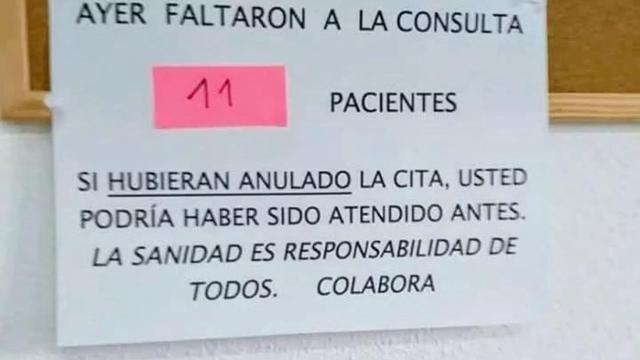 AYER FALTARON A LA CONSULTA
11 PACIENTES
SI HUBIERAN ANULADO LA CITA, USTED
PODRÍA HABER SIDO ATENDIDO ANTES.
LA SANIDAD ES RESPONSABILIDAD DE
TODOS. COLABORA